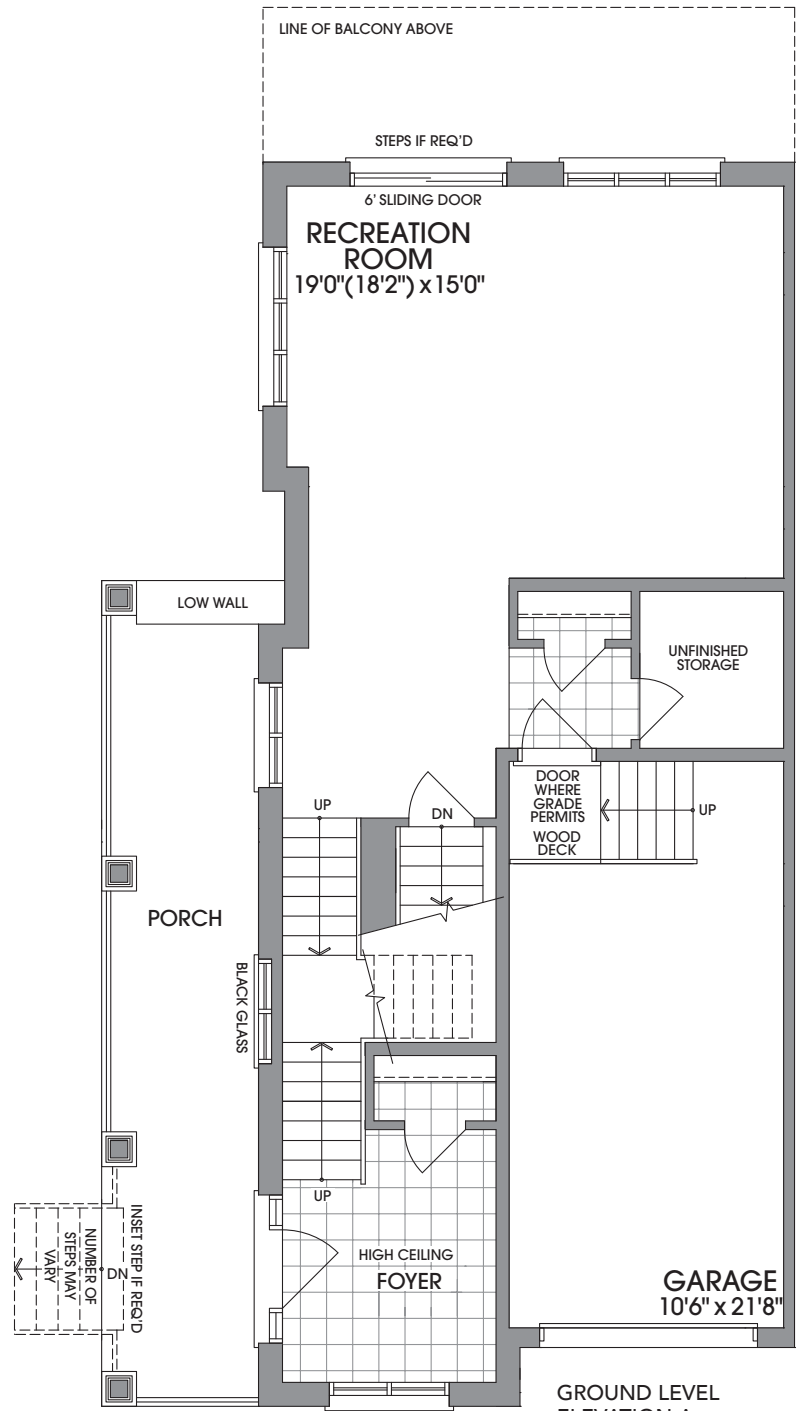 LINE OF BALCONY ABOVE
STEPS IF REQ'D
6' SLIDING DOOR
RECREATION
ROOM
19'0"(18'2") x 15'0"
LOW WALL
UNFINISHED
STORAGE
UP
DN
DOOR
WHERE
GRADE
PERMITS
WOOD
DECK
UP
PORCH
BLACK GLASS
UP
INSET STEP IF REQ'D
NUMBER OF
STEPS MAY
VARY
DN
HIGH CEILING
FOYER
GARAGE
10'6" x 21'8"
GROUND LEVEL
ELEVATION A